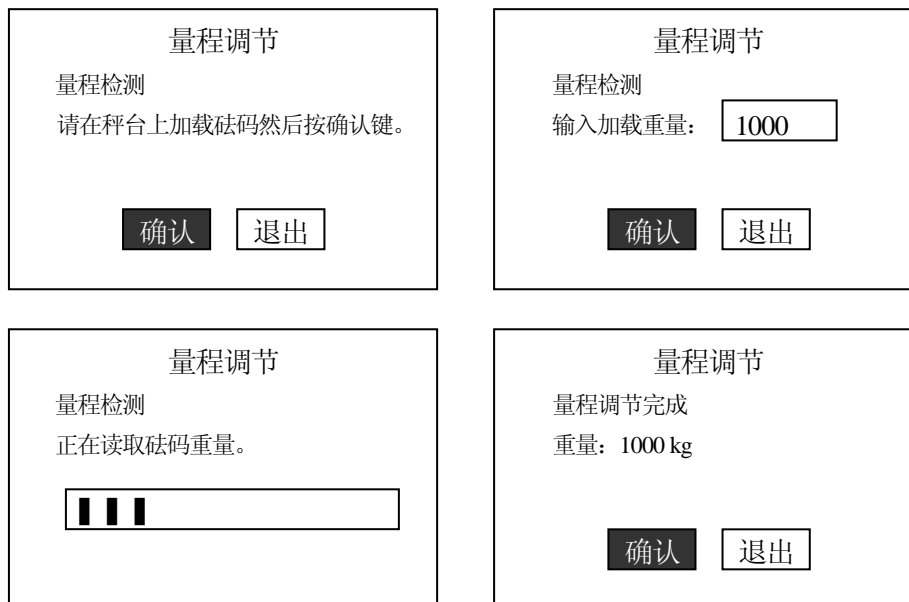 量程调节
量程检测
请在秤台上加载砝码然后按确认键。
确认 退出
量程调节
量程检测
输入加载重量： 1000
确认 退出
量程调节
量程检测
正在读取砝码重量。
量程调节
量程调节完成
重量：1000 kg
确认 退出